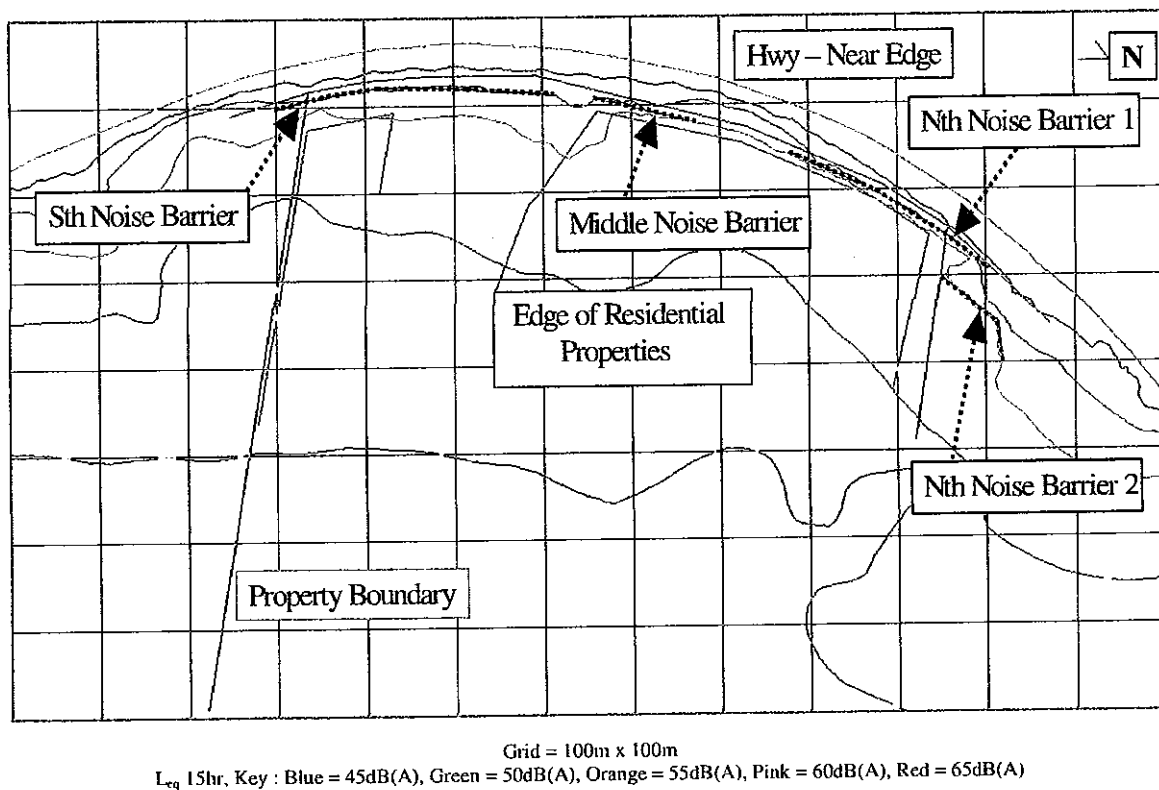 Hwy – Near Edge
N
Nth Noise Barrier 1
Sth Noise Barrier
Middle Noise Barrier
Edge of Residential
Properties
Nth Noise Barrier 2
Property Boundary
Grid = 100m x 100m
Leq 15hr, Key : Blue = 45dB(A), Green = 50dB(A), Orange = 55dB(A), Pink = 60dB(A), Red = 65dB(A)